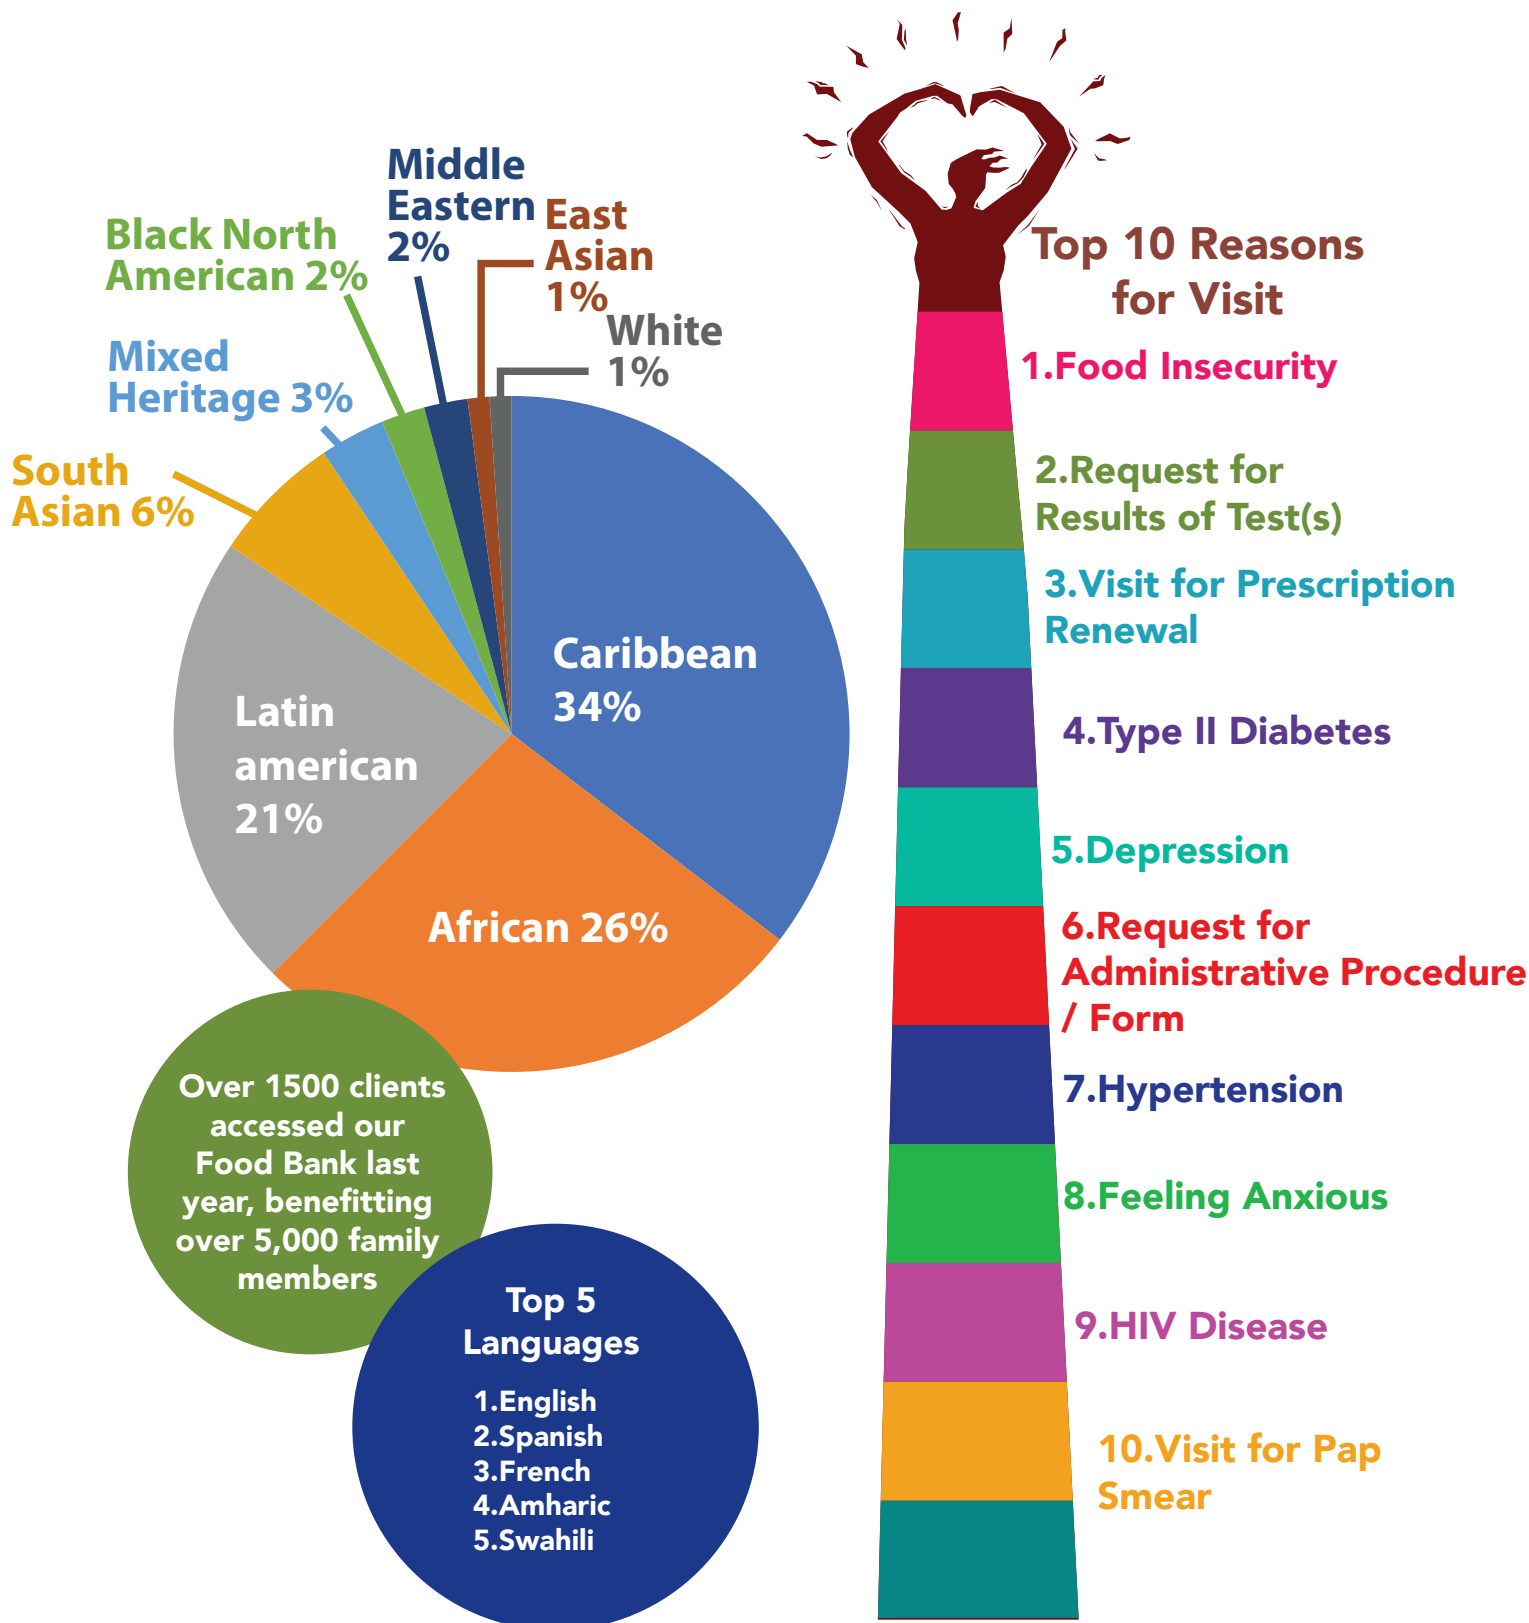 Middle
Eastern
2%
East
Asian
1%
Black North
American 2%
White
1%
Mixed
Heritage 3%
South
Asian 6%
Caribbean
34%
Latin
american
21%
African 26%
Over 1500 clients
accessed our
Food Bank last
year, benefitting
over 5,000 family
members
Top 5
Languages
1.English
2.Spanish
3.French
4.Amharic
5.Swahili
Top 10 Reasons
for Visit
1.Food Insecurity
2.Request for
Results of Test(s)
3.Visit for Prescription
Renewal
4.Type II Diabetes
5.Depression
6.Request for
Administrative Procedure
/ Form
7.Hypertension
8.Feeling Anxious
9.HIV Disease
10.Visit for Pap
Smear